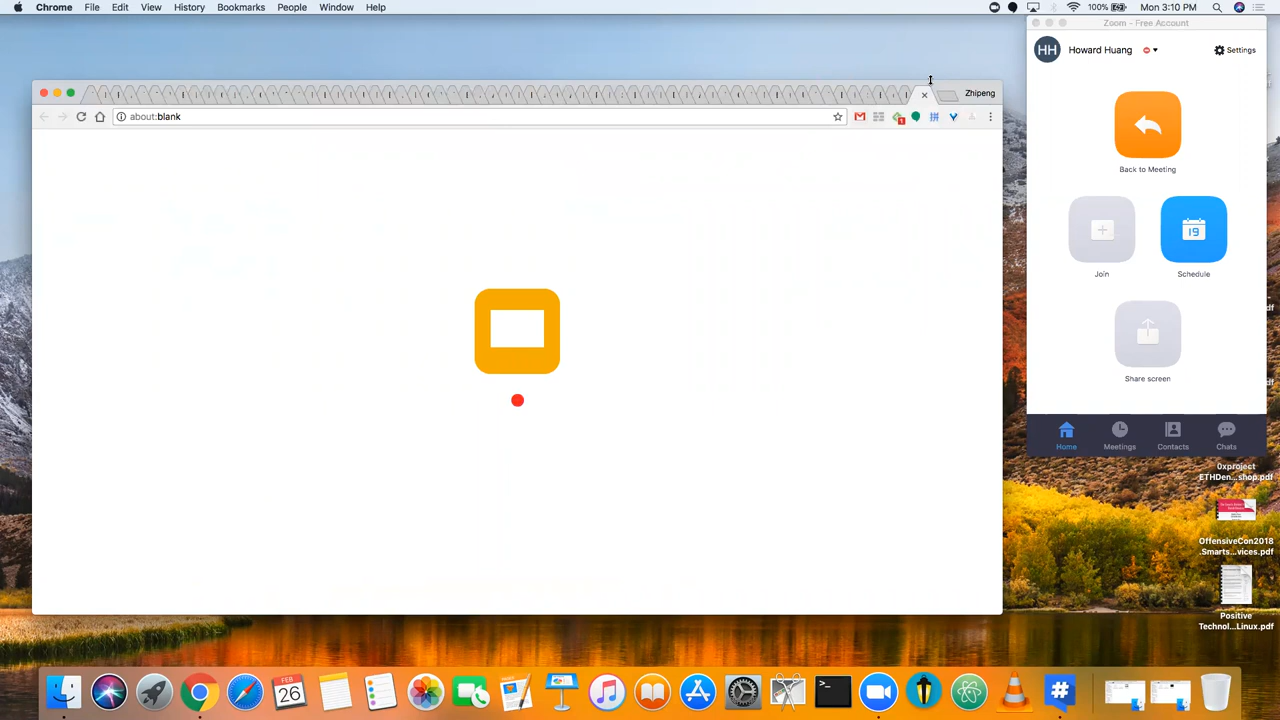 Chrome File Edit View History Bookmarks People Window Help 100% Mon 3:10 PM
Zoom - Free Account
HH Howard Huang Settings
Zhipeng
about:blank
Back to Meeting
19
Join Schedule
Share screen
Home Meetings Contacts Chats
0xproject
ETHDen...shop.pdf
OffensiveCon2018
.Smarts...vices.pdf
Positive
Technol...Linux.pdf
FEB
26